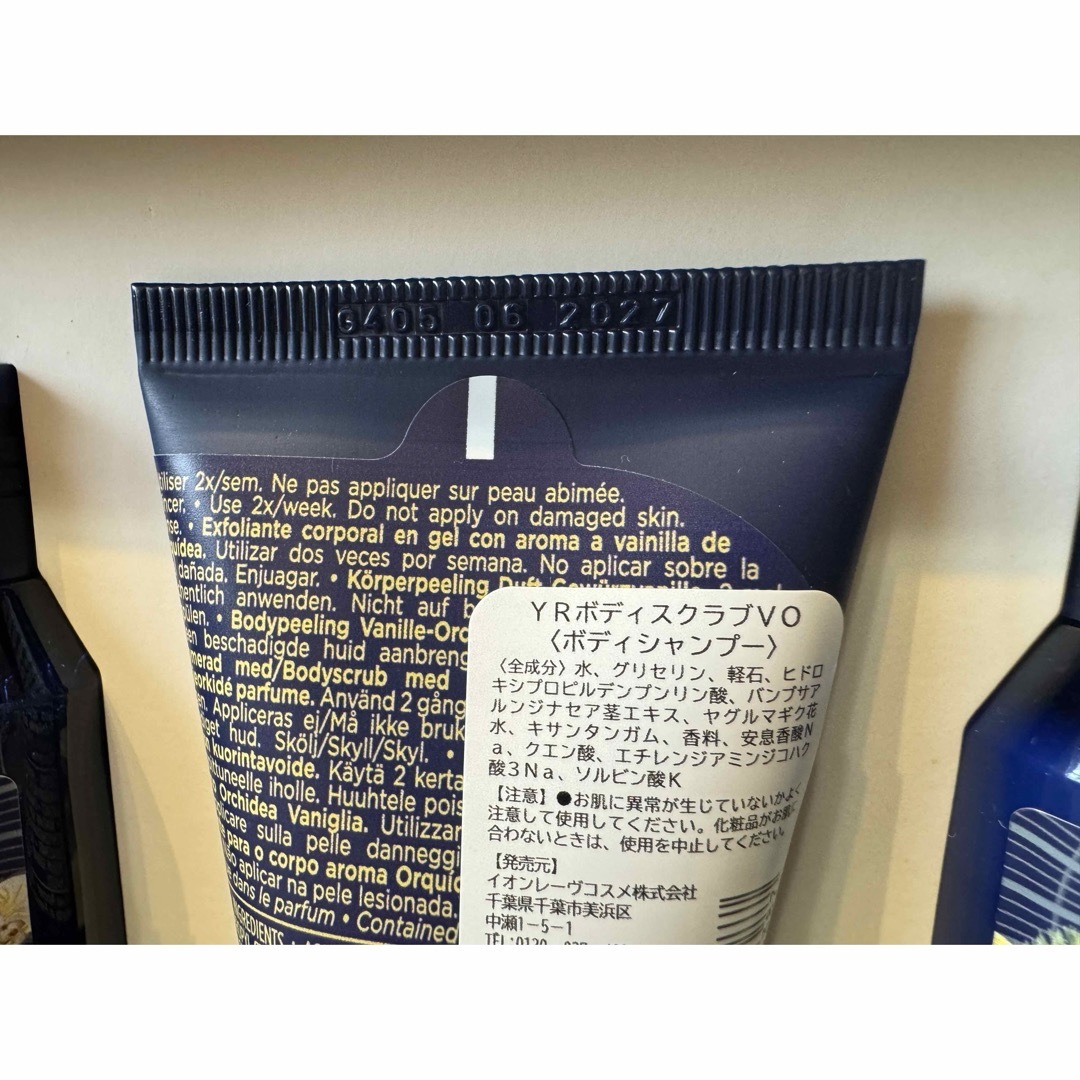 G405 06 2027
2x/sem. Ne pas appliquer sur peau abimée.
• Use 2x/week. Do not apply on damaged skin.
• Exfoliante corporal en gel con aroma a vainilla de
Utilizar dos veces por semana. No aplicar sobre la
dañada. Enjuagar. • Körperpeeling Duft
anwenden. Nicht auf
• Bodypeeling
beschadigde huid
med/Bodyscrub med
parfume. Använd 2
Appliceras ej/Må ikke
hud. Skölj/Skyll/Skyl. •
kuorintavoide. Käytä 2
iholle. Huuhtele
Orchidea Vaniglia.
sulla pelle
para o corpo aroma
aplicar na pele lesionada.
dans le parfum • Contained
YRボディスクラブVO
〈ボディシャンプー〉
〈全成分〉水、グリセリン、軽石、ヒドロ
キシプロピルデンプンリン酸、バンブサア
ルンジナセア茎エキス、ヤグルマギク花
水、キサンタンガム、香料、安息香酸N
a、クエン酸、エチレンジアミンジコハク
酸3Na、ソルビン酸K
【注意】●お肌に異常が生じていないかよく
注意して使用してください。化粧品がお肌に
合わないときは、使用を中止してください。
【発売元】
イオンレーヴコスメ株式会社
千葉県千葉市美浜区
中瀬1-5-1
TEL:0120